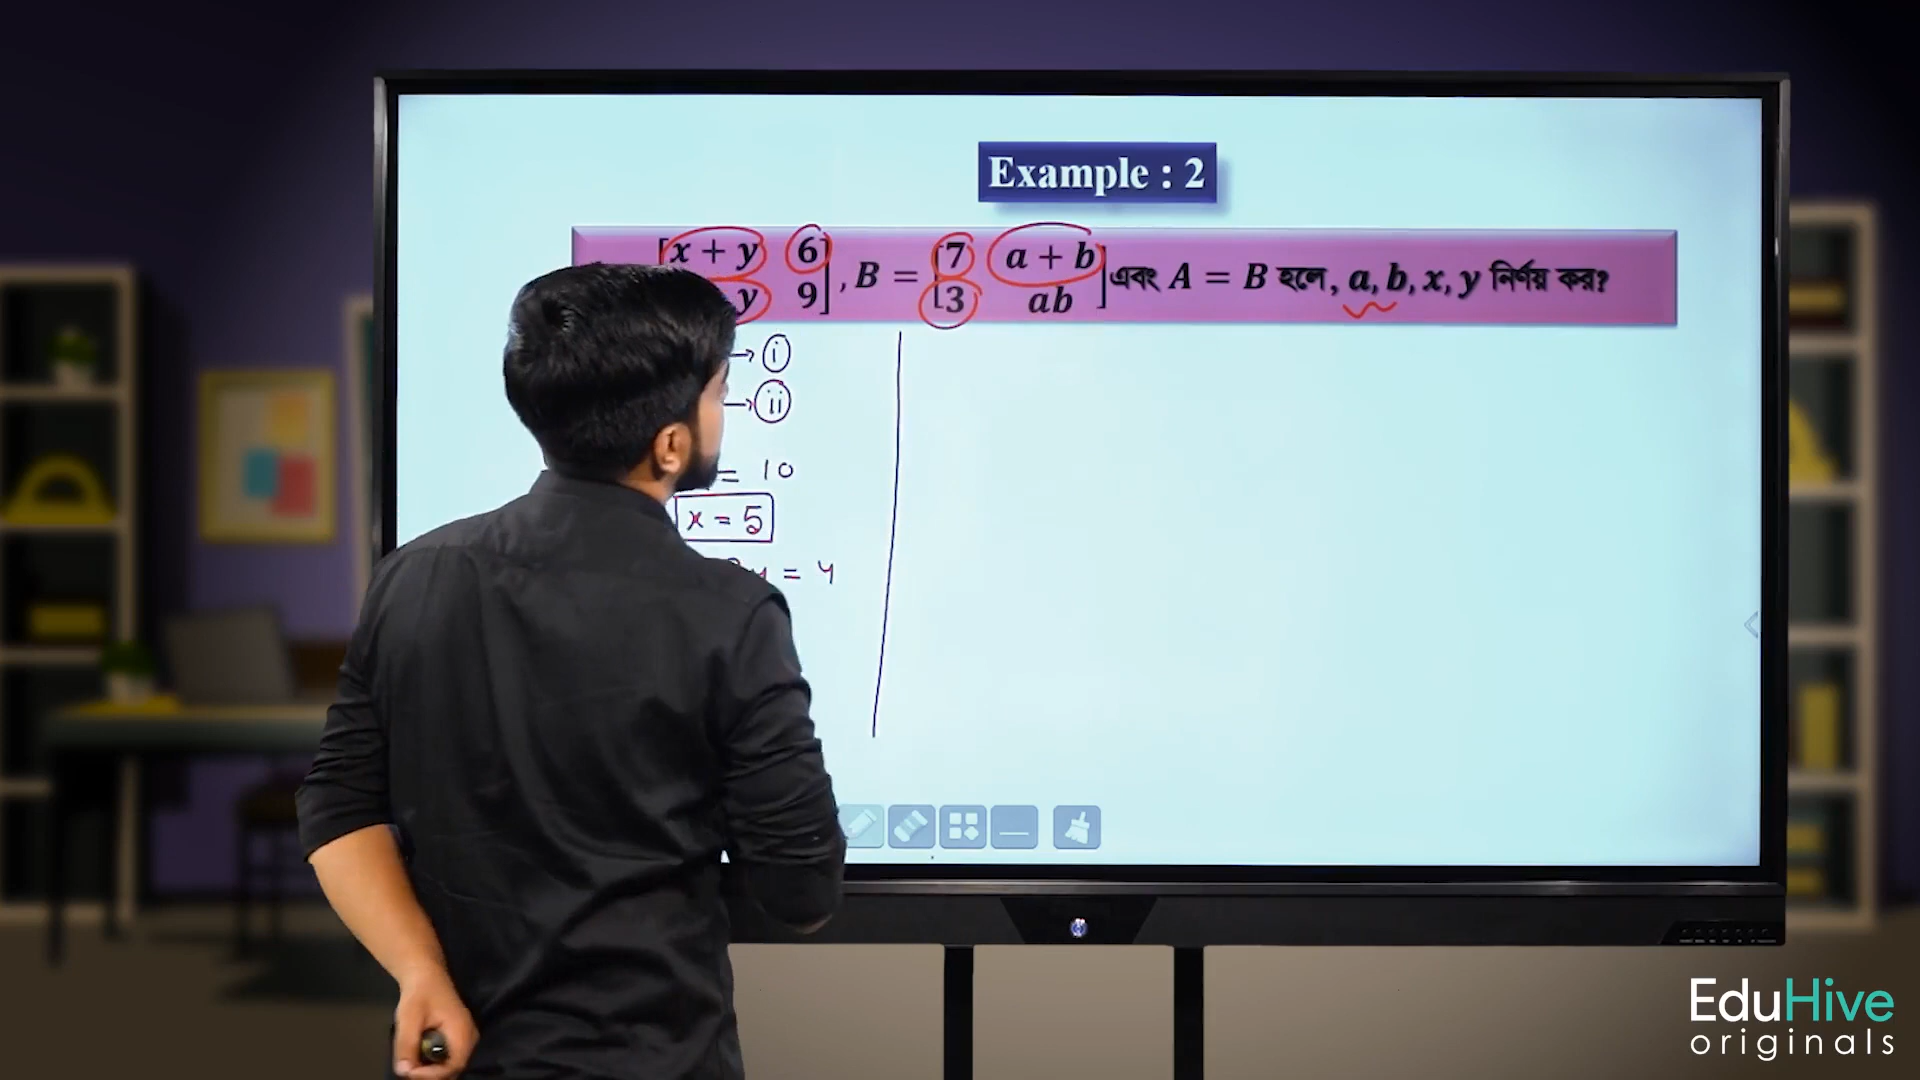 Example : 2
[x + y 6
y 9] , B = [7 a + b
3 ab] এবং A = B হলে, a, b, x, y নির্ণয় কর?
→ i
→ ii
= 10
x = 5
y = 4
EduHive
originals